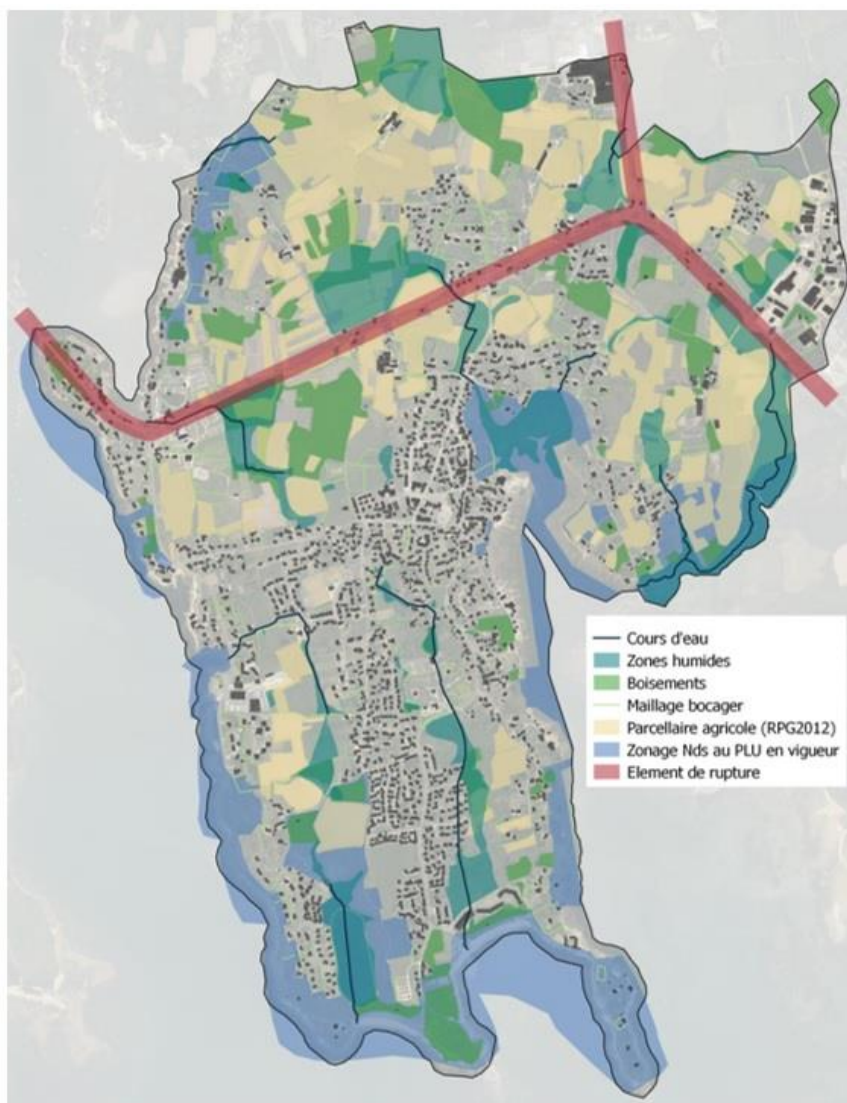 Cours d'eau
Zones humides
Boisements
Maillage bocager
Parcellaire agricole (RPG2012)
Zonage Nds au PLU en vigueur
Element de rupture